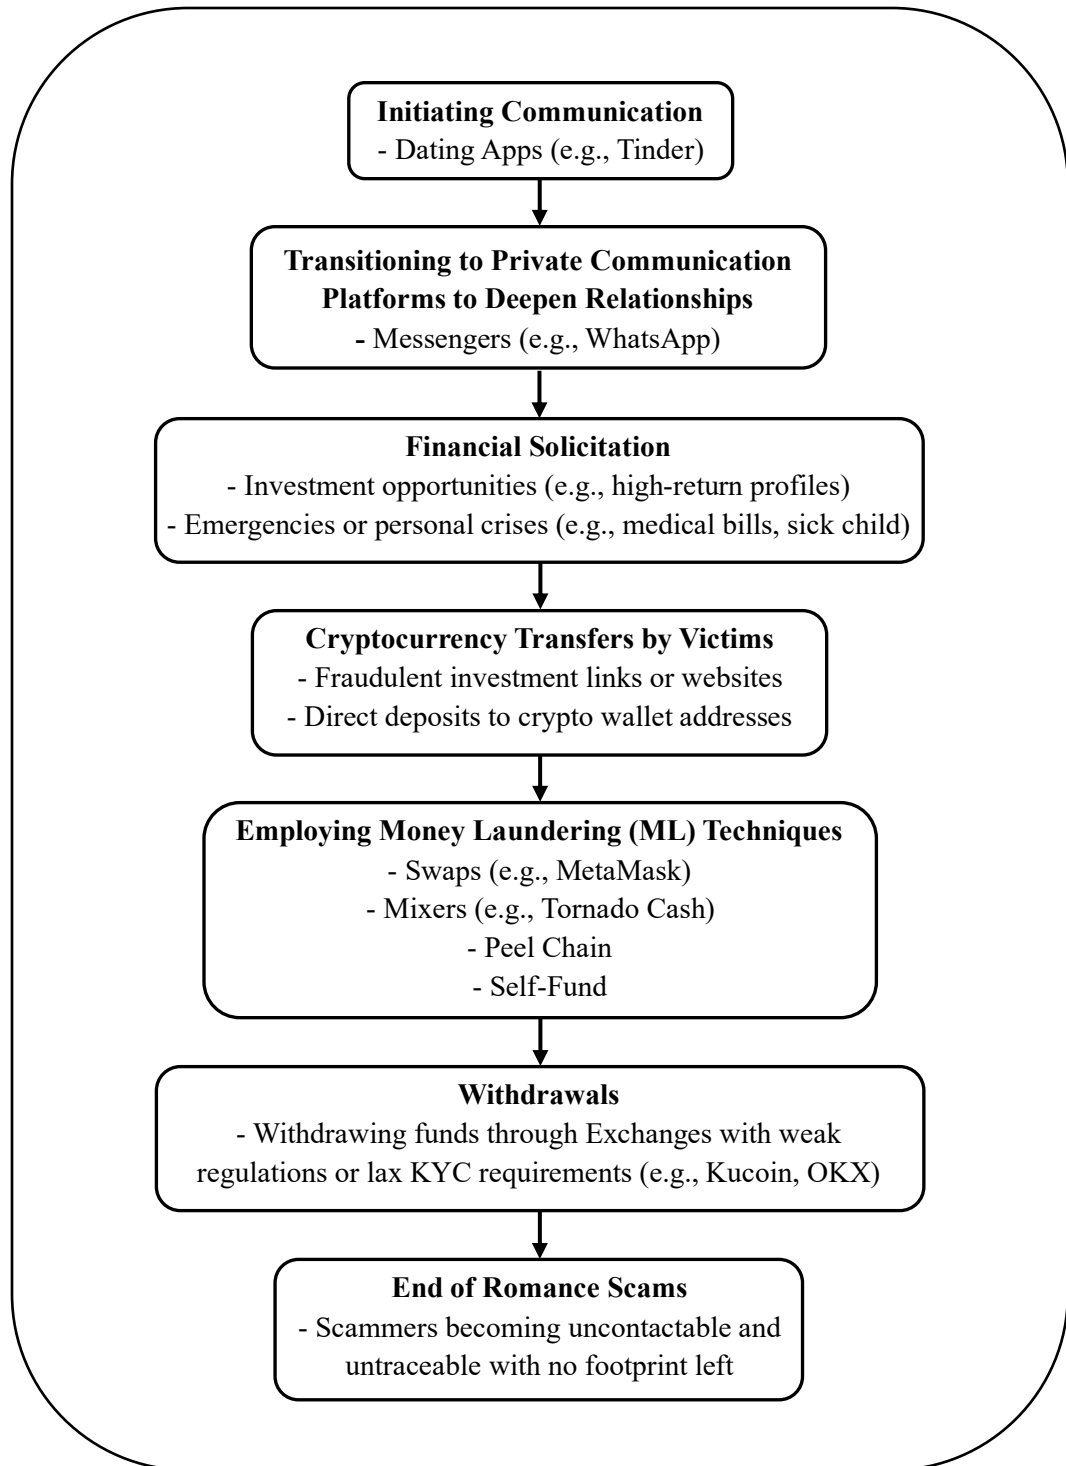 Initiating Communication
- Dating Apps (e.g., Tinder)
Transitioning to Private Communication
Platforms to Deepen Relationships
- Messengers (e.g., WhatsApp)
Financial Solicitation
- Investment opportunities (e.g., high-return profiles)
- Emergencies or personal crises (e.g., medical bills, sick child)
Cryptocurrency Transfers by Victims
- Fraudulent investment links or websites
- Direct deposits to crypto wallet addresses
Employing Money Laundering (ML) Techniques
- Swaps (e.g., MetaMask)
- Mixers (e.g., Tornado Cash)
- Peel Chain
- Self-Fund
Withdrawals
- Withdrawing funds through Exchanges with weak
regulations or lax KYC requirements (e.g., Kucoin, OKX)
End of Romance Scams
- Scammers becoming uncontactable and
untraceable with no footprint left